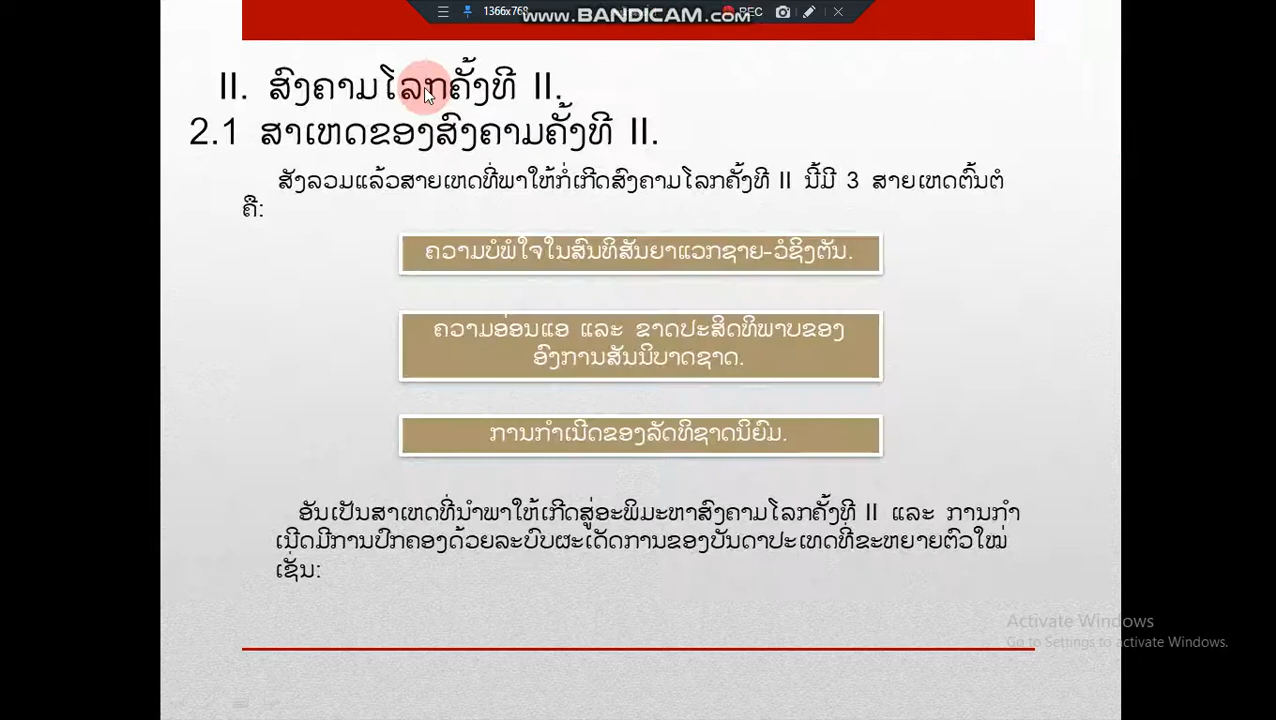 1366x768
www.BANDICAM.com
REC
II. ສົງຄາມໂລກຄັ້ງທີ II.
2.1 ສາເຫດຂອງສົງຄາມຄັ້ງທີ II.
ສັງລວມແລ້ວສາຍເຫດທີ່ພາໃຫ້ກໍ່ເກີດສົງຄາມໂລກຄັ້ງທີ II ນີ້ມີ 3 ສາຍເຫດຕົ້ນຕໍ
ຄື:
ຄວາມບໍ່ພໍໃຈໃນສົນທິສັນຍາແວກຊາຍ-ວໍຊິງຕັນ.
ຄວາມອ່ອນແອ ແລະ ຂາດປະສິດທິພາບຂອງ
ອົງການສັນນິບາດຊາດ.
ການກຳເນີດຂອງລັດທິຊາດນິຍົມ.
ອັນເປັນສາເຫດທີ່ນຳພາໃຫ້ເກີດສູ່ອະພິມະຫາສົງຄາມໂລກຄັ້ງທີ II ແລະ ການກຳ
ເນີດມີການປົກຄອງດ້ວຍລະບົບຜະເດັດການຂອງບັນດາປະເທດທີ່ຂະຫຍາຍຕົວໃໝ່
ເຊັ່ນ:
Activate Windows
Go to Settings to activate Windows.